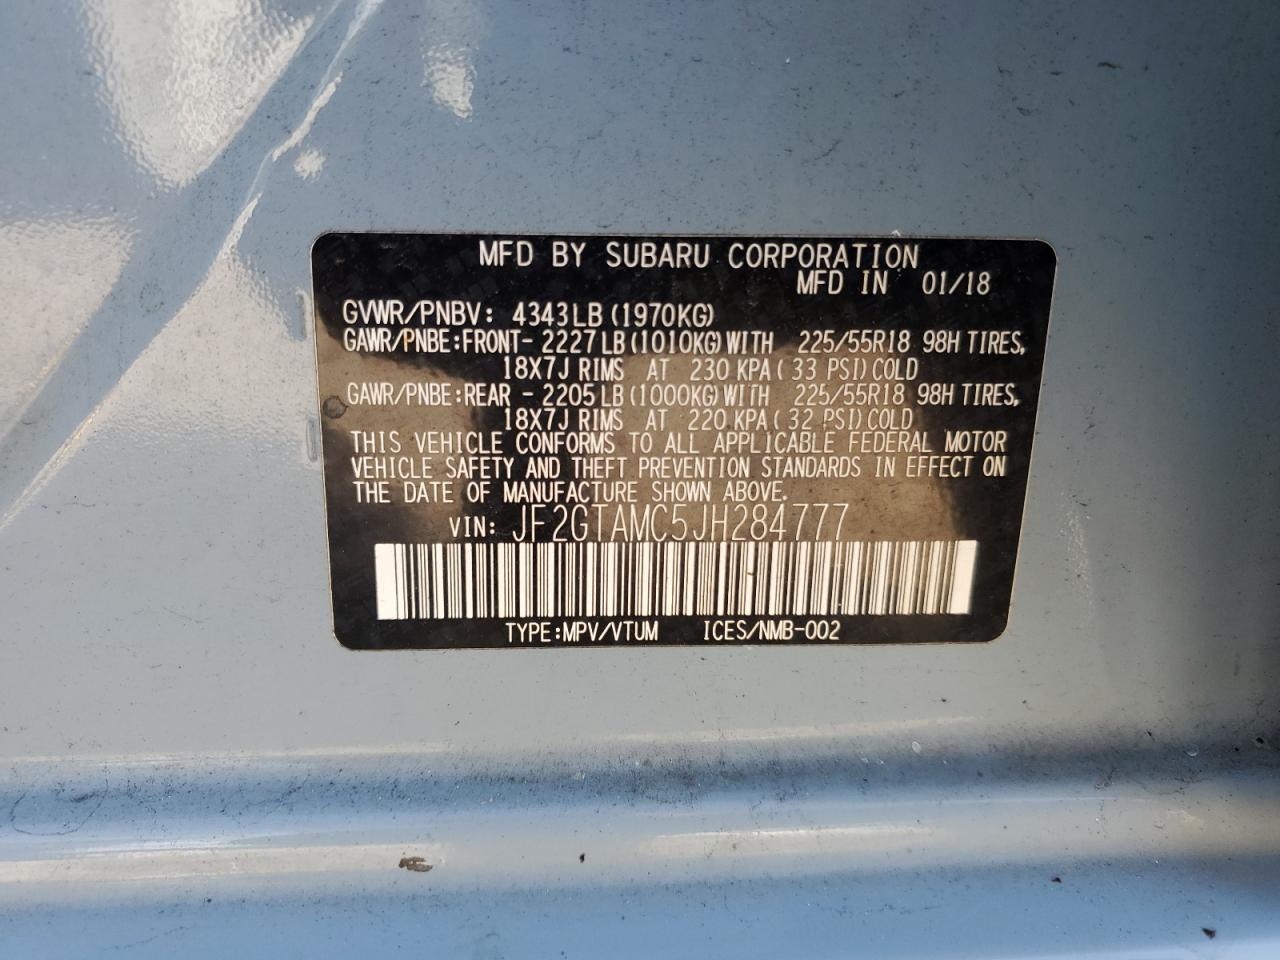 MFD BY SUBARU CORPORATION
MFD IN 01/18
GVWR/PNBV: 4343LB(1970KG)
GAWR/PNBE:FRONT- 2227LB(1010KG)WITH 225/55R18 98H TIRES,
18X7J RIMS AT 230 KPA( 33 PSI)COLD
GAWR/PNBE:REAR - 2205LB(1000KG)WITH 225/55R18 98H TIRES,
18X7J RIMS AT 220 KPA( 32 PSI)COLD
THIS VEHICLE CONFORMS TO ALL APPLICABLE FEDERAL MOTOR
VEHICLE SAFETY AND THEFT PREVENTION STANDARDS IN EFFECT ON
THE DATE OF MANUFACTURE SHOWN ABOVE.
VIN: JF2GTAMC5JH284777
TYPE:MPV/VTUM ICES/NMB-002